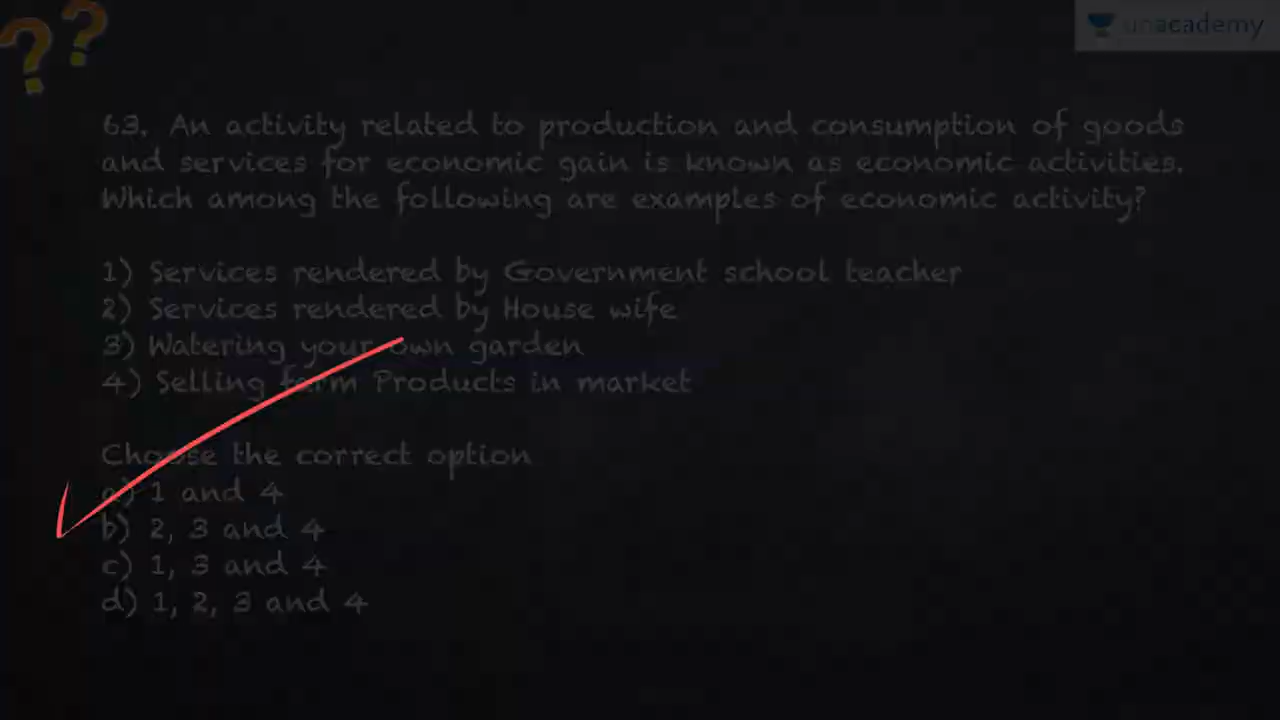 ??
unacademy
63. An activity related to production and consumption of goods
and services for economic gain is known as economic activities.
Which among the following are examples of economic activity?
1) Services rendered by Government school teacher
2) Services rendered by House wife
3) Watering your own garden
4) Selling farm Products in market
Choose the correct option
a) 1 and 4
b) 2, 3 and 4
c) 1, 3 and 4
d) 1, 2, 3 and 4